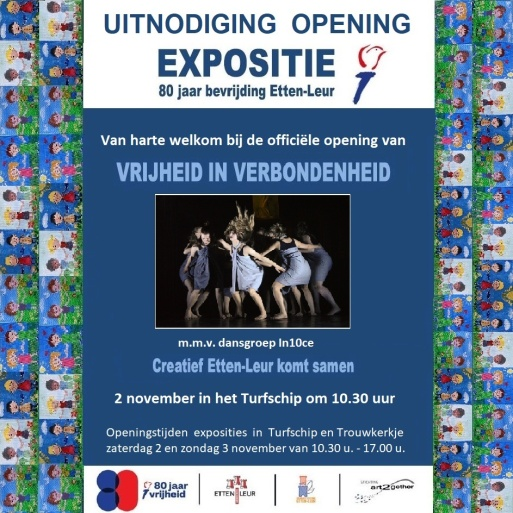 UITNODIGING OPENING
EXPOSITIE
80 jaar bevrijding Etten-Leur
Van harte welkom bij de officiële opening van
VRIJHEID IN VERBONDENHEID
m.m.v. dansgroep In10ce
Creatief Etten-Leur komt samen
2 november in het Turfschip om 10.30 uur
Openingstijden exposities in Turfschip en Trouwkerkje
zaterdag 2 en zondag 3 november van 10.30 u. - 17.00 u.
80 jaar
vrijheid
ETTEN LEUR
art2gether